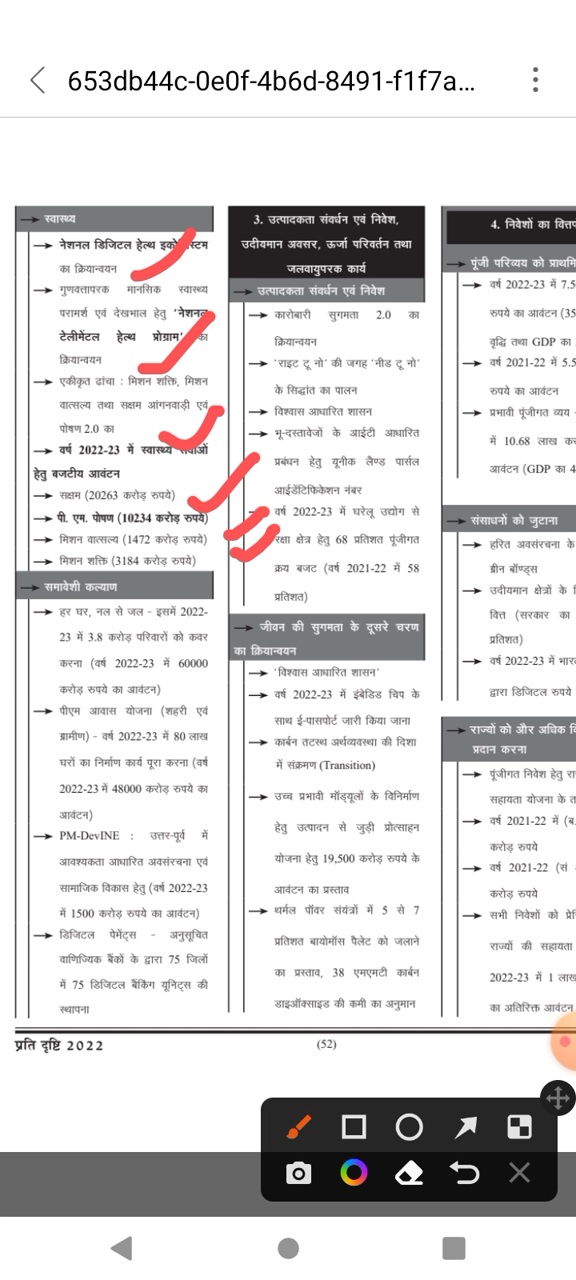 653db44c-0e0f-4b6d-8491-f1f7a...
स्वास्थ्य
नेशनल डिजिटल हेल्थ
का क्रियान्वयन
गुणवत्तापरक मानसिक स्वास्थ्य
परामर्श एवं देखभाल हेतु 'नेशनल
टेलीमेंटल हेल्थ प्रोग्राम' का
क्रियान्वयन
एकीकृत ढांचा : मिशन शक्ति, मिशन
वात्सल्य तथा सक्षम आंगनवाड़ी एवं
पोषण 2.0 का
वर्ष 2022-23 में स्वास्थ्य सेवाओं
हेतु बजटीय आवंटन
सक्षम (20263 करोड़ रुपये)
पी. एम. पोषण (10234 करोड़ रुपये)
मिशन वात्सल्य (1472 करोड़ रुपये)
मिशन शक्ति (3184 करोड़ रुपये)
समावेशी कल्याण
हर घर, नल से जल - इसमें 2022-
23 में 3.8 करोड़ परिवारों को कवर
करना (वर्ष 2022-23 में 60000
करोड़ रुपये का आवंटन)
पीएम आवास योजना (शहरी एवं
ग्रामीण) - वर्ष 2022-23 में 80 लाख
घरों का निर्माण कार्य पूरा करना (वर्ष
2022-23 में 48000 करोड़ रुपये का
आवंटन)
PM-DevINE : उत्तर-पूर्व में
आवश्यकता आधारित अवसंरचना एवं
सामाजिक विकास हेतु (वर्ष 2022-23
में 1500 करोड़ रुपये का आवंटन)
डिजिटल पेमेंट्स - अनुसूचित
वाणिज्यिक बैंकों के द्वारा 75 जिलों
में 75 डिजिटल बैंकिंग यूनिट्स की
स्थापना
3. उत्पादकता संवर्धन एवं निवेश,
उदीयमान अवसर, ऊर्जा परिवर्तन तथा
जलवायुपरक कार्य
उत्पादकता संवर्धन एवं निवेश
कारोबारी सुगमता 2.0 का
क्रियान्वयन
'राइट टू नो' की जगह 'नीड टू नो'
के सिद्धांत का पालन
विश्वास आधारित शासन
भू-दस्तावेजों के आईटी आधारित
प्रबंधन हेतु यूनीक लैण्ड पार्सल
आईडेंटिफिकेशन नंबर
वर्ष 2022-23 में घरेलू उद्योग से
रक्षा क्षेत्र हेतु 68 प्रतिशत पूंजीगत
क्रय बजट (वर्ष 2021-22 में 58
प्रतिशत)
जीवन की सुगमता के दूसरे चरण
का क्रियान्वयन
'विश्वास आधारित शासन'
वर्ष 2022-23 में इंबेडिड चिप के
साथ ई-पासपोर्ट जारी किया जाना
कार्बन तटस्थ अर्थव्यवस्था की दिशा
में संक्रमण (Transition)
उच्च प्रभावी मॉड्यूलों के विनिर्माण
हेतु उत्पादन से जुड़ी प्रोत्साहन
योजना हेतु 19,500 करोड़ रुपये के
आवंटन का प्रस्ताव
थर्मल पॉवर संयंत्रों में 5 से 7
प्रतिशत बायोमॉस पैलेट को जलाने
का प्रस्ताव, 38 एमएमटी कार्बन
डाइऑक्साइड की कमी का अनुमान
4. निवेशों का
पूंजी परिव्यय को
वर्ष 2022-23 में 7.5
रुपये का आवंटन (35
वृद्धि तथा GDP का
वर्ष 2021-22 में 5.5
रुपये का आवंटन
प्रभावी पूंजीगत व्यय
में 10.68 लाख
आवंटन (GDP का 4
संसाधनों को जुटाना
हरित अवसंरचना के
ग्रीन बॉण्ड्स
उदीयमान क्षेत्रों के
वित्त (सरकार का
प्रतिशत)
वर्ष 2022-23 में
द्वारा डिजिटल रुपये
राज्यों को और अधिक
प्रदान करना
पूंजीगत निवेश हेतु
सहायता योजना के
वर्ष 2021-22 में (ब.
करोड़ रुपये
वर्ष 2021-22 (सं
करोड़ रुपये
सभी निवेशों को
राज्यों की सहायता
2022-23 में 1 लाख
का अतिरिक्त आवंटन
प्रति दृष्टि 2022
(52)